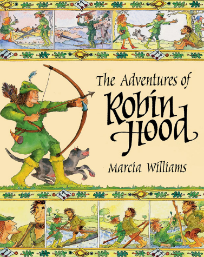 The Adventures of
Robin
Hood
Marcia Williams